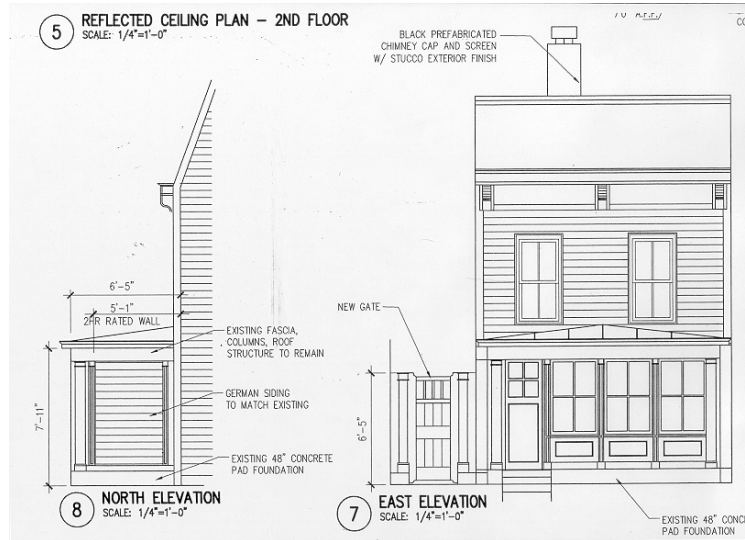 5
REFLECTED CEILING PLAN - 2ND FLOOR
SCALE: 1/4"=1'-0"
BLACK PREFABRICATED
CHIMNEY CAP AND SCREEN
W/ STUCCO EXTERIOR FINISH
6'-5"
5'-1"
RATED WALL
NEW GATE
EXISTING FASCIA,
COLUMNS, ROOF
STRUCTURE TO REMAIN
GERMAN SIDING
TO MATCH EXISTING
7'-11"
6'-5"
EXISTING 48" CONCRETE
PAD FOUNDATION
8
NORTH ELEVATION
SCALE: 1/4"=1'-0"
7
EAST ELEVATION
SCALE: 1/4"=1'-0"
EXISTING 48" CONCRE
PAD FOUNDATION